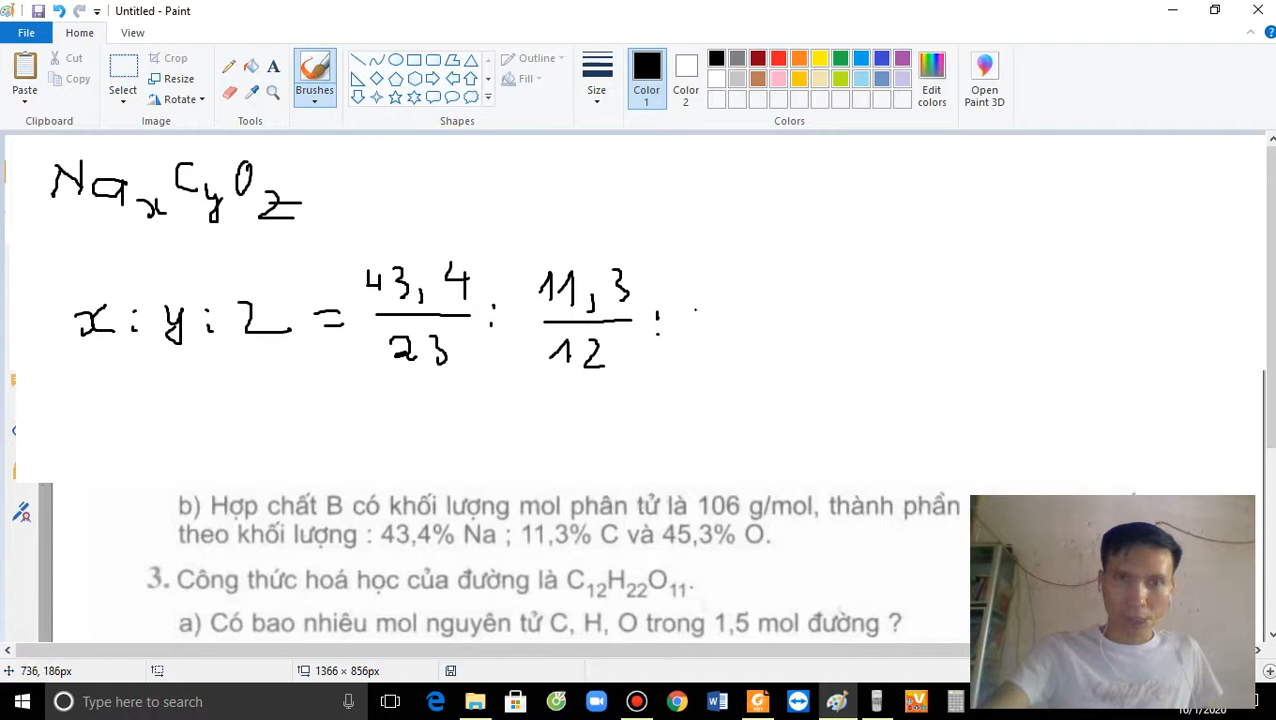 Untitled - Paint
File Home View
Paste Cut Copy Clipboard
Select Crop Resize Rotate Image
Tools
Brushes
Outline Fill Shapes
Size
Color 1 Color 2 Edit colors Open Paint 3D Colors
NaₓCᵧO_z
x : y : z = 43,4/23 : 11,3/12 :
b) Hợp chất B có khối lượng mol phân tử là 106 g/mol, thành phần
theo khối lượng : 43,4% Na ; 11,3% C và 45,3% O.
3. Công thức hoá học của đường là C₁₂H₂₂O₁₁.
a) Có bao nhiêu mol nguyên tử C, H, O trong 1,5 mol đường ?
736, 186px 1366 × 856px
Type here to search
10/1/2020